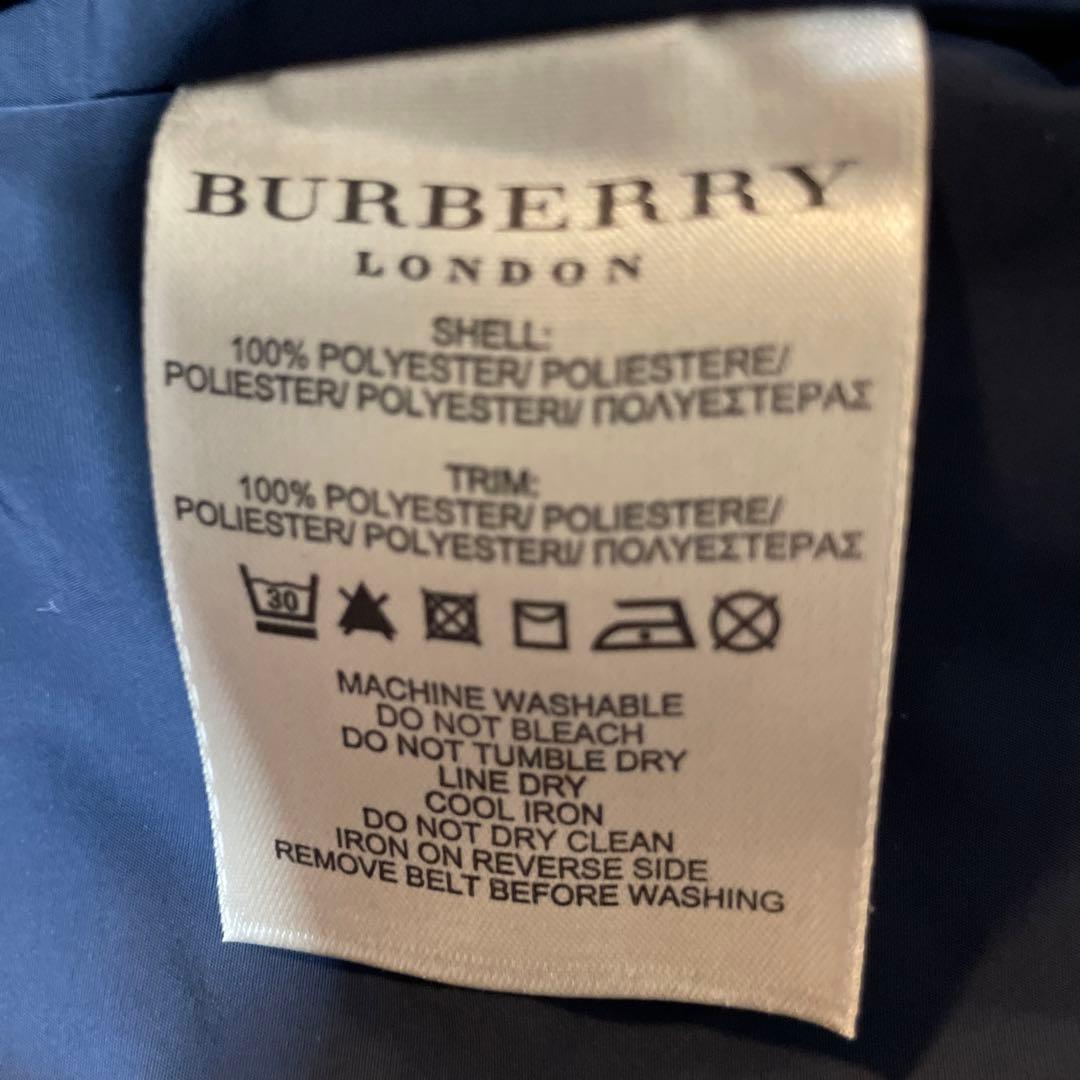 BURBERRY
LONDON
SHELL:
100% POLYESTER/ POLIESTERE/
POLIESTER/ POLYESTERI/ ΠΟΛΥΕΣΤΕΡΑΣ
TRIM:
100% POLYESTER/ POLIESTERE/
POLIESTER/ POLYESTERI/ ΠΟΛΥΕΣΤΕΡΑΣ
30
MACHINE WASHABLE
DO NOT BLEACH
DO NOT TUMBLE DRY
LINE DRY
COOL IRON
DO NOT DRY CLEAN
IRON ON REVERSE SIDE
REMOVE BELT BEFORE WASHING